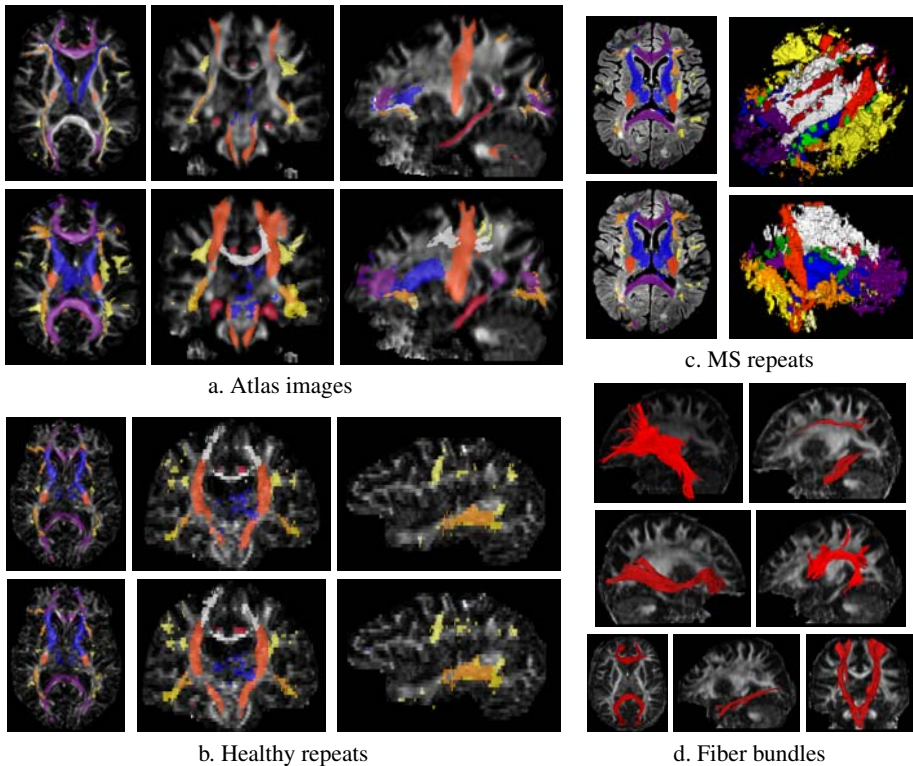 a. Atlas images
c. MS repeats
b. Healthy repeats
d. Fiber bundles